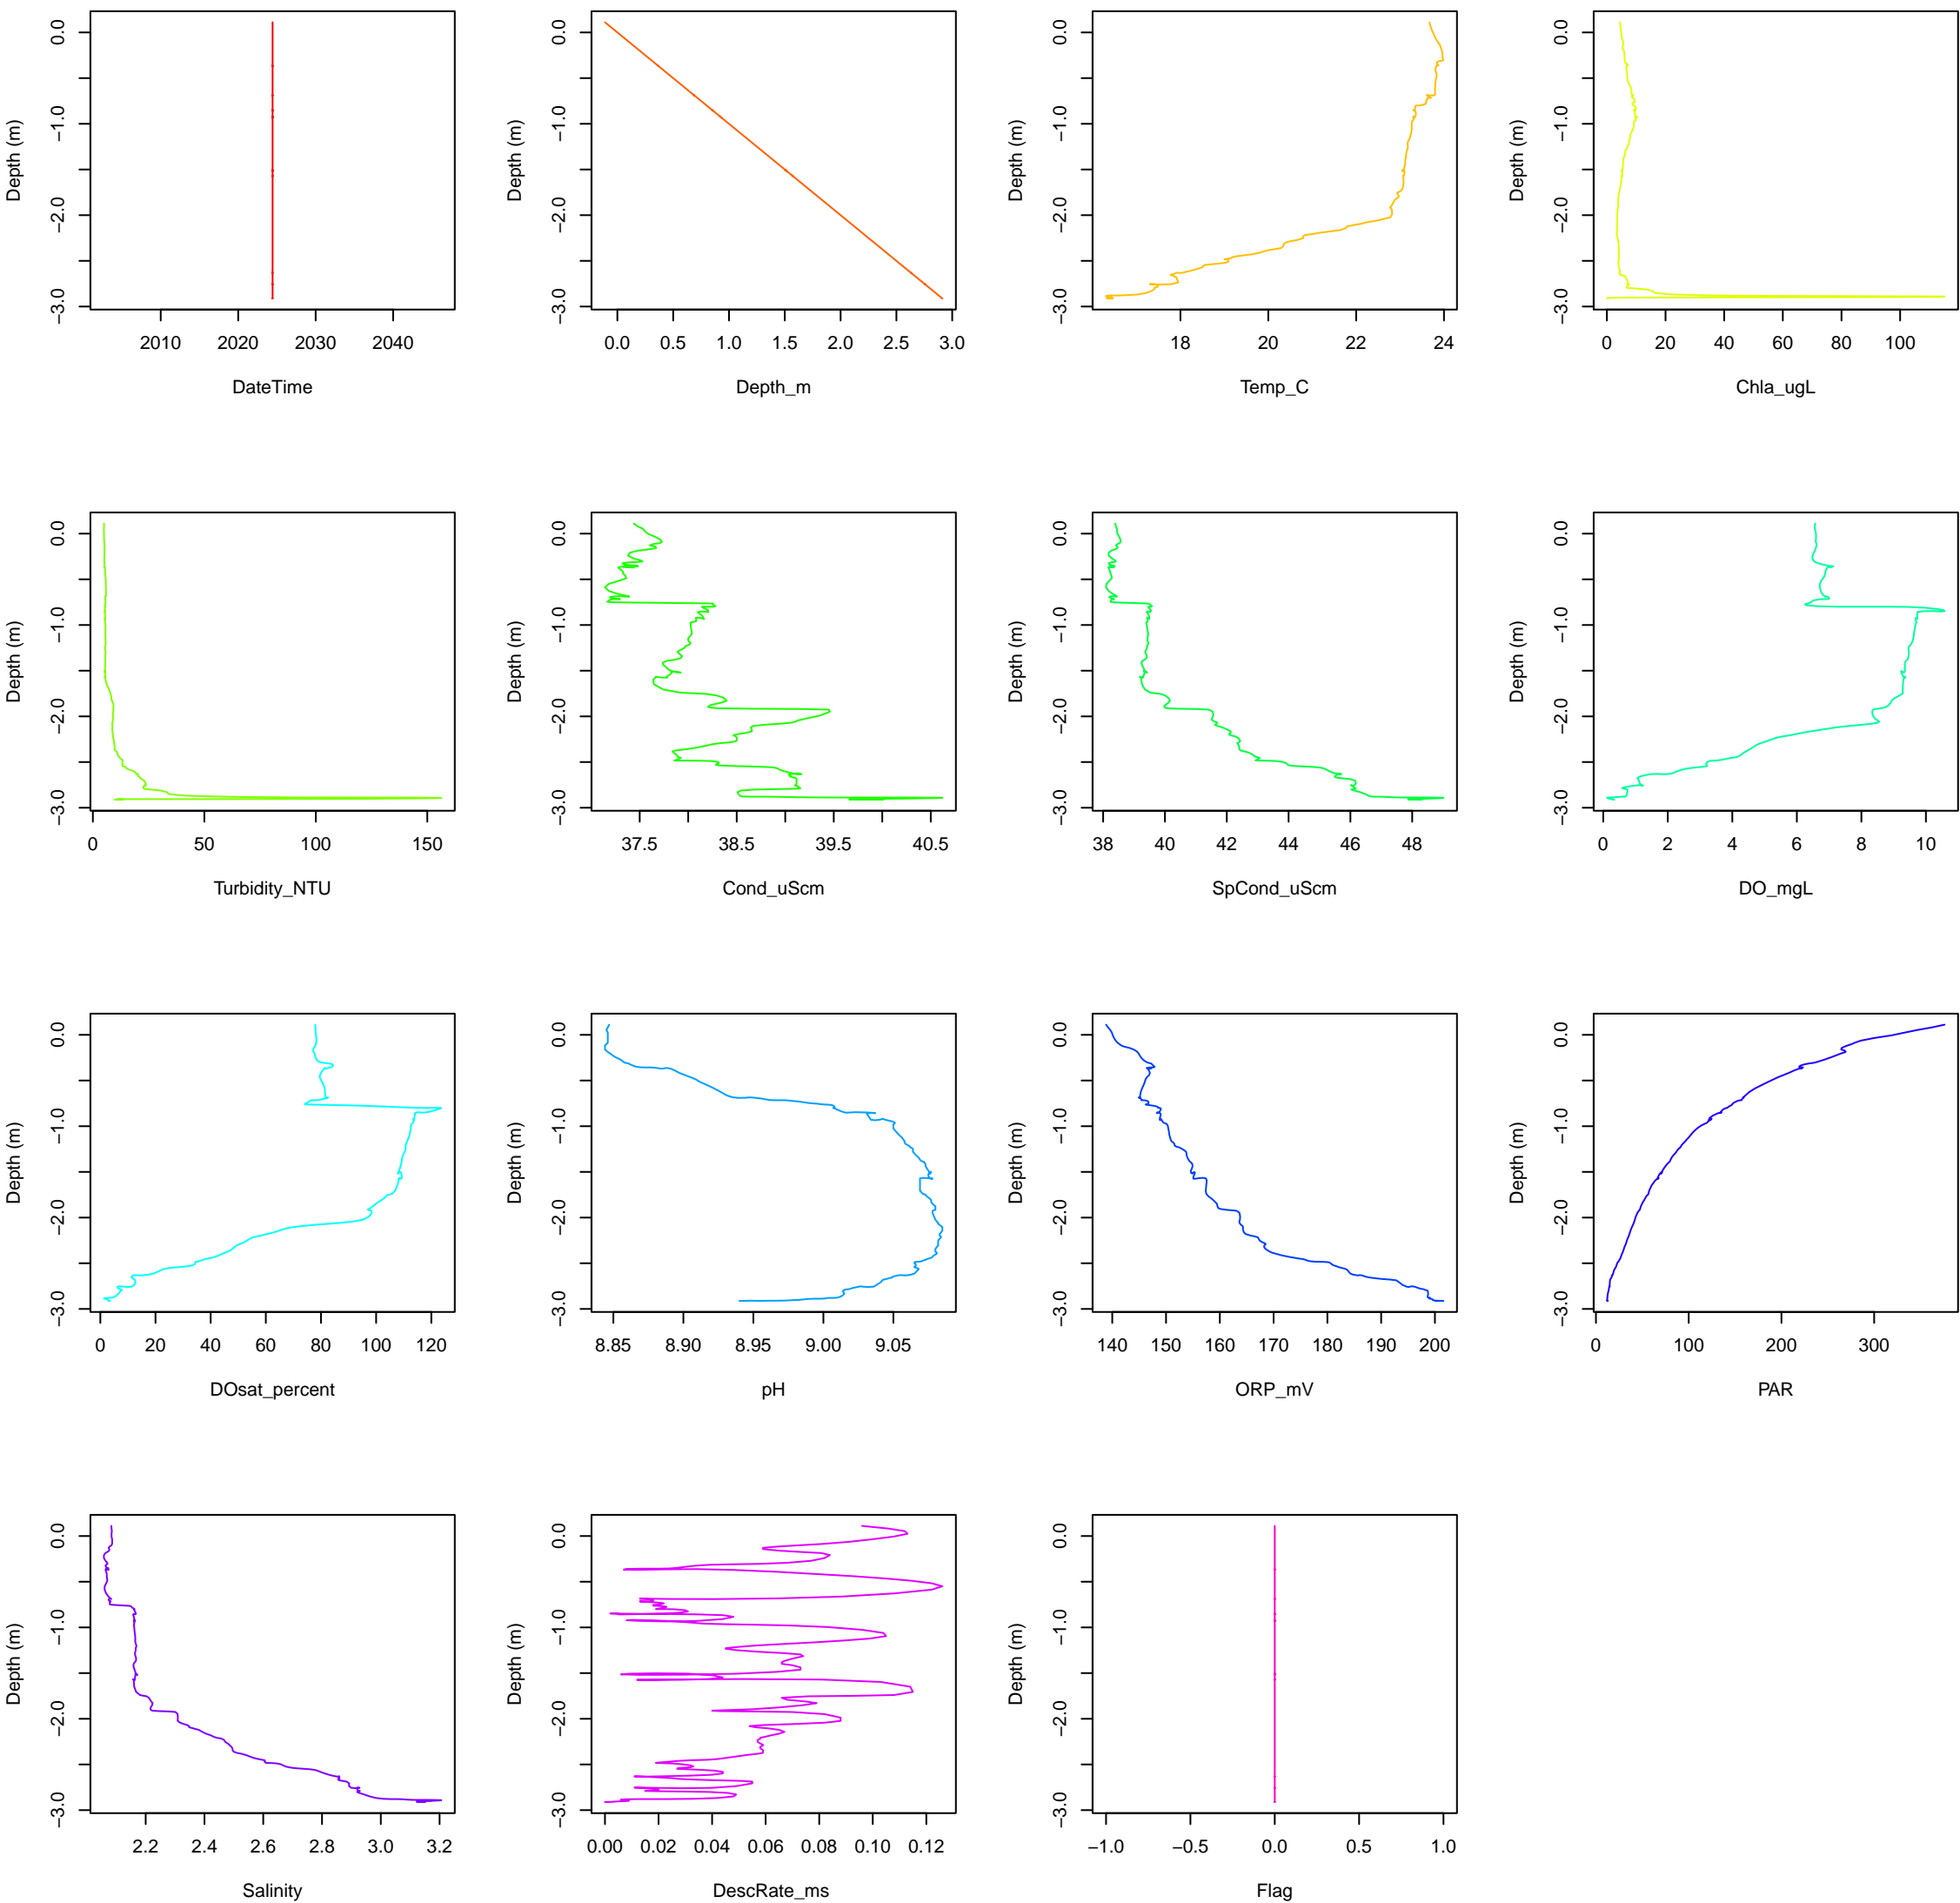 Depth (m)
0.0
−1.0
−2.0
−3.0
2010 2020 2030 2040
DateTime
Depth (m)
0.0
−1.0
−2.0
−3.0
0.0 0.5 1.0 1.5 2.0 2.5 3.0
Depth_m
Depth (m)
0.0
−1.0
−2.0
−3.0
18 20 22 24
Temp_C
Depth (m)
0.0
−1.0
−2.0
−3.0
0 20 40 60 80 100
Chla_ugL
Depth (m)
0.0
−1.0
−2.0
−3.0
0 50 100 150
Turbidity_NTU
Depth (m)
0.0
−1.0
−2.0
−3.0
37.5 38.5 39.5 40.5
Cond_uScm
Depth (m)
0.0
−1.0
−2.0
−3.0
38 40 42 44 46 48
SpCond_uScm
Depth (m)
0.0
−1.0
−2.0
−3.0
0 2 4 6 8 10
DO_mgL
Depth (m)
0.0
−1.0
−2.0
−3.0
0 20 40 60 80 100 120
DOsat_percent
Depth (m)
0.0
−1.0
−2.0
−3.0
8.85 8.90 8.95 9.00 9.05
pH
Depth (m)
0.0
−1.0
−2.0
−3.0
140 150 160 170 180 190 200
ORP_mV
Depth (m)
0.0
−1.0
−2.0
−3.0
0 100 200 300
PAR
Depth (m)
0.0
−1.0
−2.0
−3.0
2.2 2.4 2.6 2.8 3.0 3.2
Salinity
Depth (m)
0.0
−1.0
−2.0
−3.0
0.00 0.02 0.04 0.06 0.08 0.10 0.12
DescRate_ms
Depth (m)
0.0
−1.0
−2.0
−3.0
−1.0 −0.5 0.0 0.5 1.0
Flag